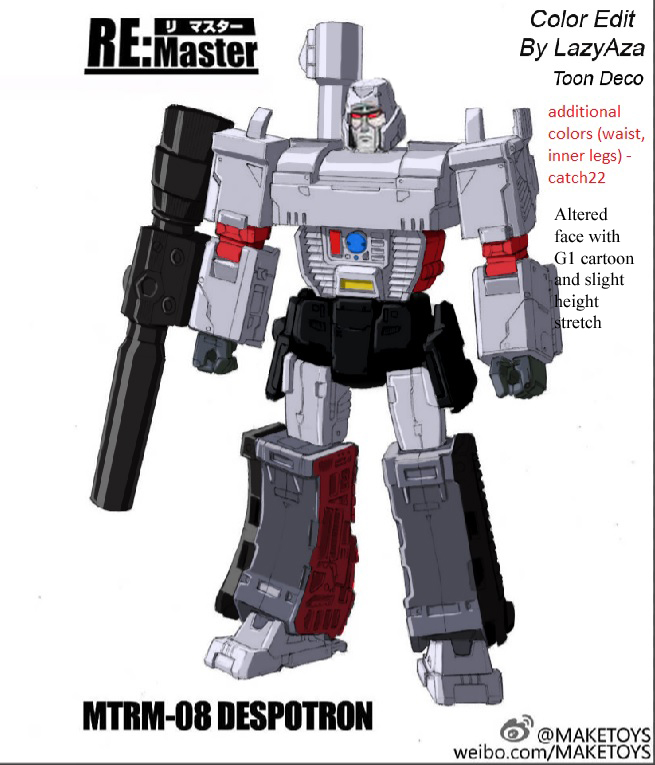 リ マスター
RE:Master
Color Edit
By LazyAza
Toon Deco
additional
colors (waist,
inner legs) -
catch22
Altered
face with
G1 cartoon
and slight
height
stretch
MTRM-08 DESPOTRON
@MAKETOYS
weibo.com/MAKETOYS